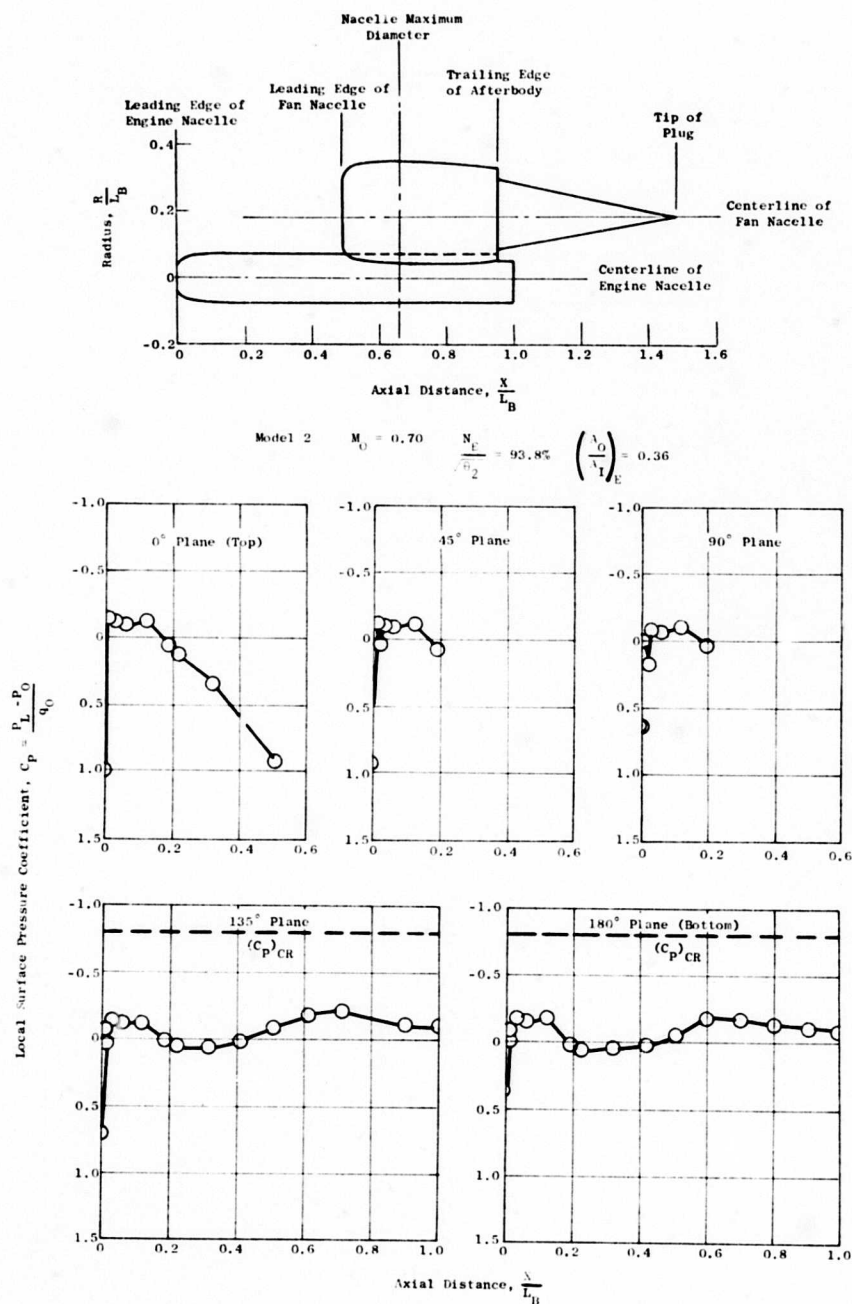 Nacelle Maximum
Diameter
Leading Edge of
Engine Nacelle
Leading Edge of
Fan Nacelle
Trailing Edge
of Afterbody
Tip of
Plug
0.4
0.2
0
-0.2
Radius, R/L_B
Centerline of
Fan Nacelle
Centerline of
Engine Nacelle
0 0.2 0.4 0.6 0.8 1.0 1.2 1.4 1.6
Axial Distance, X/L_B
Model 2 M_O = 0.70 N_E/√θ_2 = 93.8% (A_O/A_I)_E = 0.36
Local Surface Pressure Coefficient, C_P = P_L - P_O / q_O
-1.0
-0.5
0
0.5
1.0
1.5
0° Plane (Top)
0 0.2 0.4 0.6
-1.0
-0.5
0
0.5
1.0
1.5
45° Plane
0 0.2 0.4 0.6
-1.0
-0.5
0
0.5
1.0
1.5
90° Plane
0 0.2 0.4 0.6
-1.0
-0.5
0
0.5
1.0
1.5
135° Plane
(C_P)_CR
0 0.2 0.4 0.6 0.8 1.0
-1.0
-0.5
0
0.5
1.0
1.5
180° Plane (Bottom)
(C_P)_CR
0 0.2 0.4 0.6 0.8 1.0
Axial Distance, X/L_B